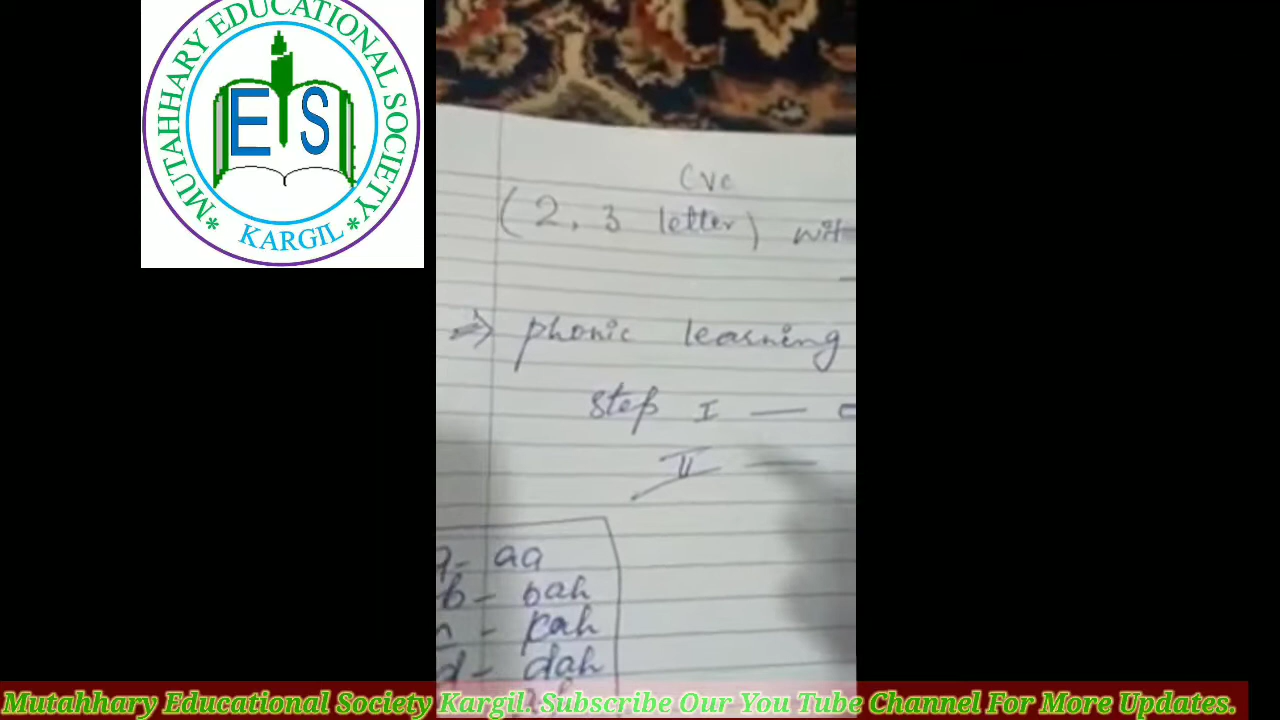 MUTAHHARY EDUCATIONAL SOCIETY
E S
* KARGIL *
CVC
(2, 3 letter)
⇒ phonic learning
step I —
II —
aa
b - bah
- kah
d - dah
Mutahhary Educational Society Kargil. Subscribe Our You Tube Channel For More Updates.